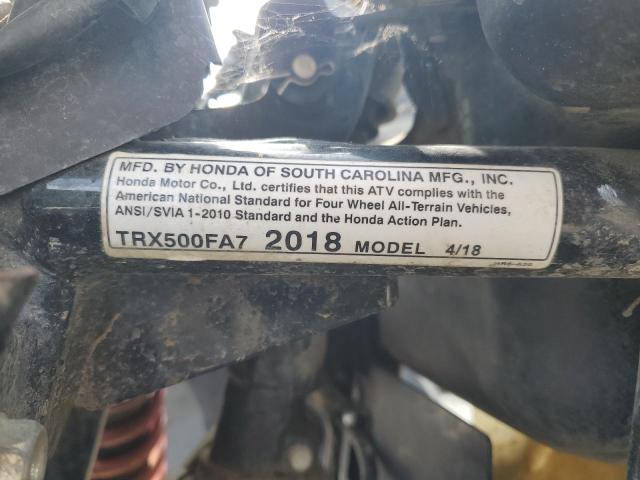 MFD. BY HONDA OF SOUTH CAROLINA MFG., INC.
Honda Motor Co., Ltd. certifies that this ATV complies with the
American National Standard for Four Wheel All-Terrain Vehicles,
ANSI/SVIA 1-2010 Standard and the Honda Action Plan.
TRX500FA7 2018 MODEL 4/18